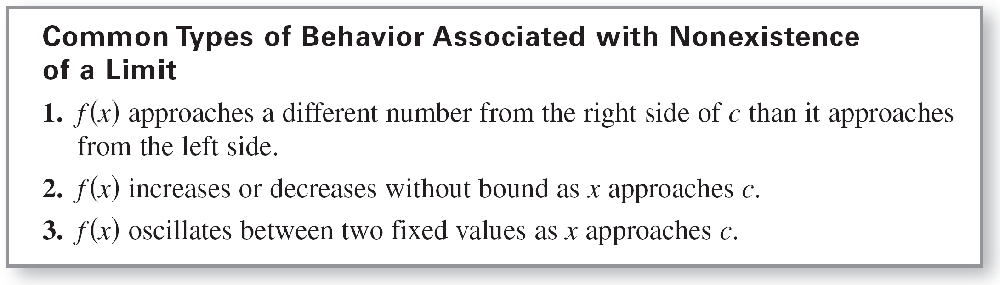 Common Types of Behavior Associated with Nonexistence
of a Limit
1. f(x) approaches a different number from the right side of c than it approaches
from the left side.
2. f(x) increases or decreases without bound as x approaches c.
3. f(x) oscillates between two fixed values as x approaches c.